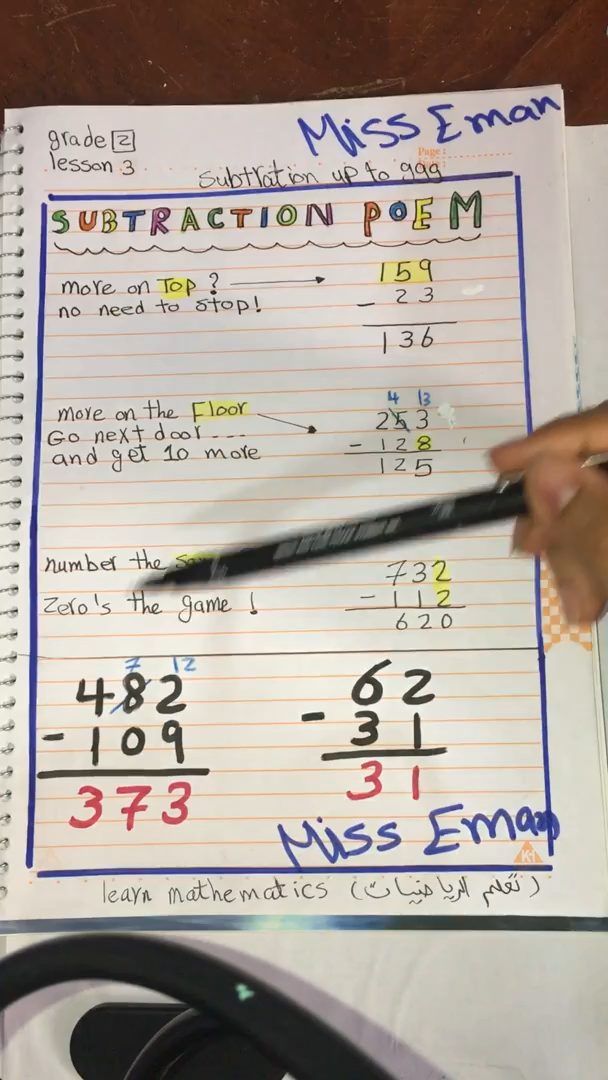 Miss Eman
grade 2
lesson 3
Page:
Subtration up to 999
SUBTRACTION POEM
more on Top ?
no need to stop!
159
- 23
136
more on the Floor
Go next door ....
and get 10 more
4 13
253
- 128
125
number the
Zero's the game !
732
- 112
620
7 12
482
- 109
373
62
- 31
31
Miss Eman
learn mathematics (تعلم الرياضيات)